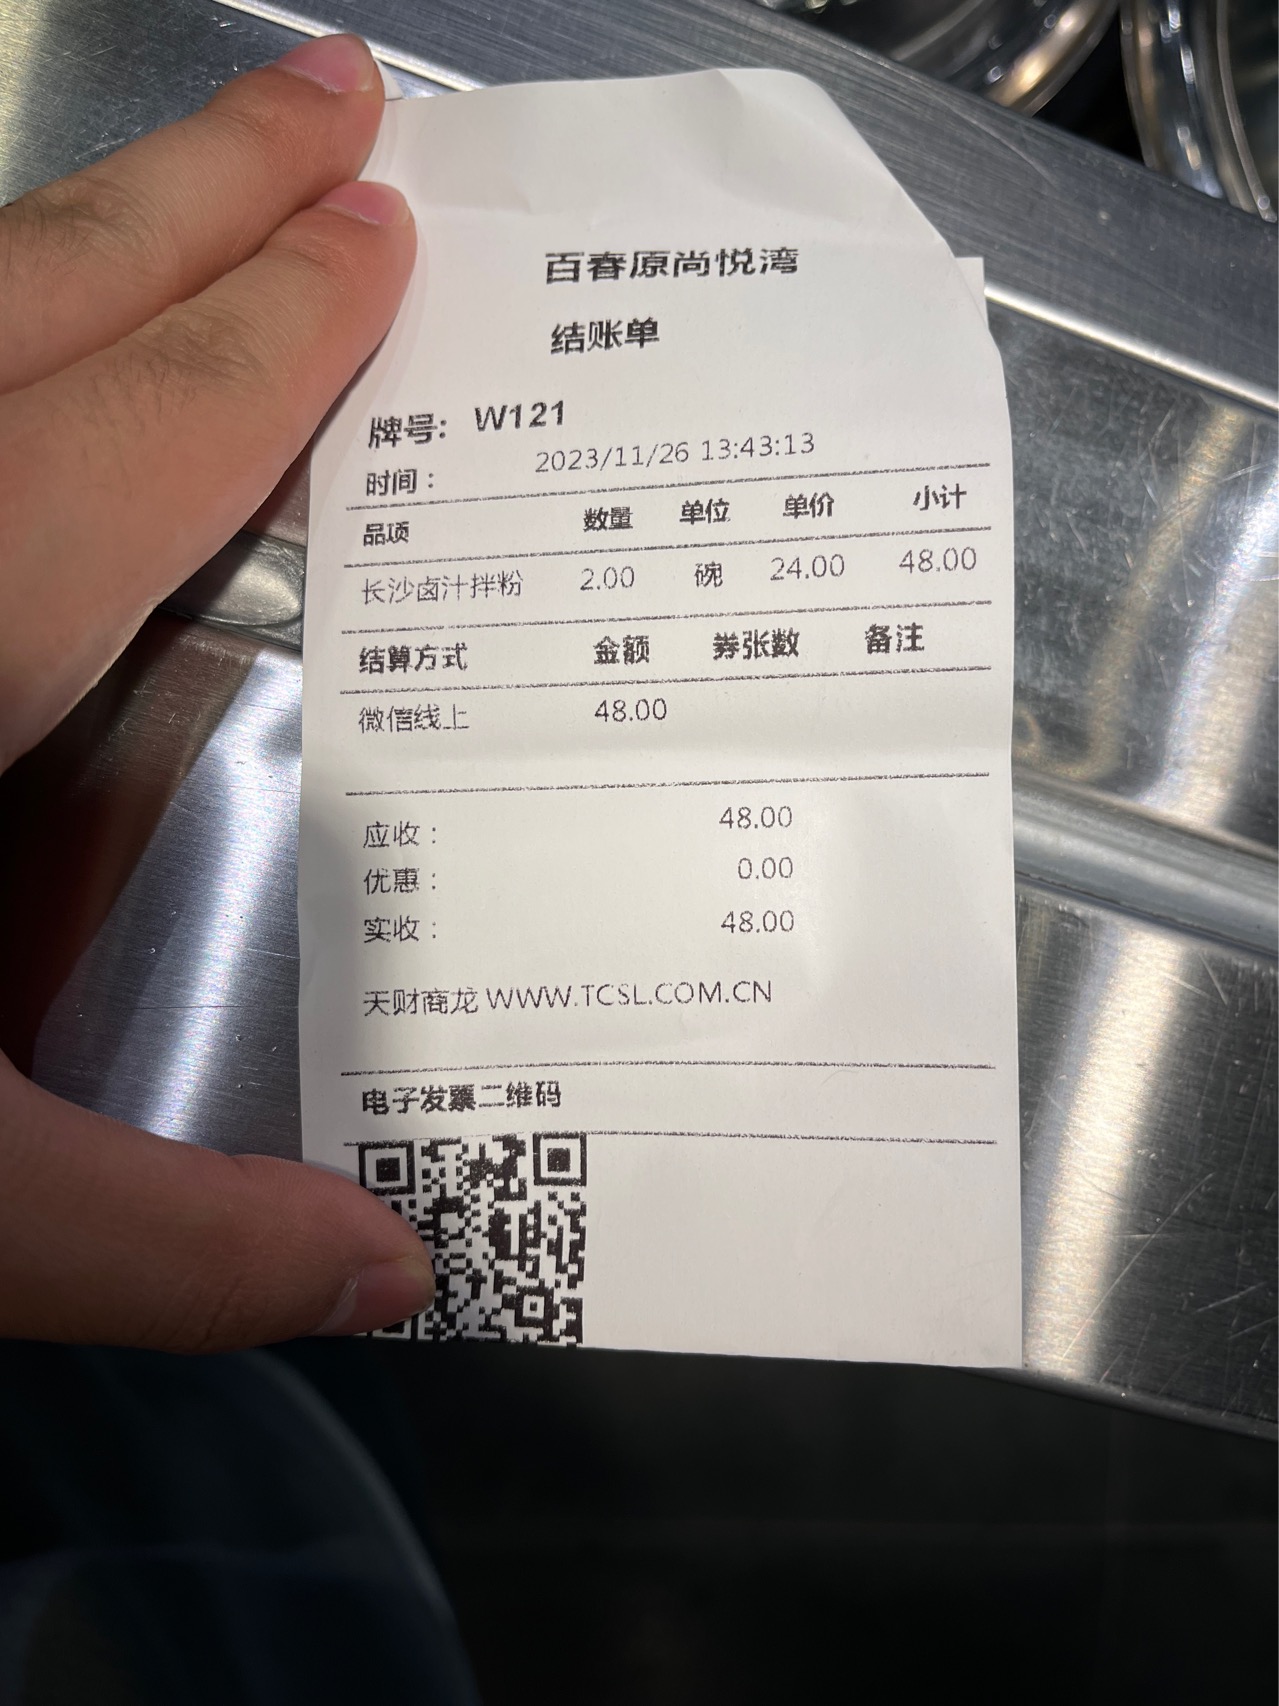 百春原尚悦湾
结账单
牌号: W121
时间: 2023/11/26 13:43:13
品项 数量 单位 单价 小计
长沙卤汁拌粉 2.00 碗 24.00 48.00
结算方式 金额 券张数 备注
微信线上 48.00
应收: 48.00
优惠: 0.00
实收: 48.00
天财商龙 WWW.TCSL.COM.CN
电子发票二维码